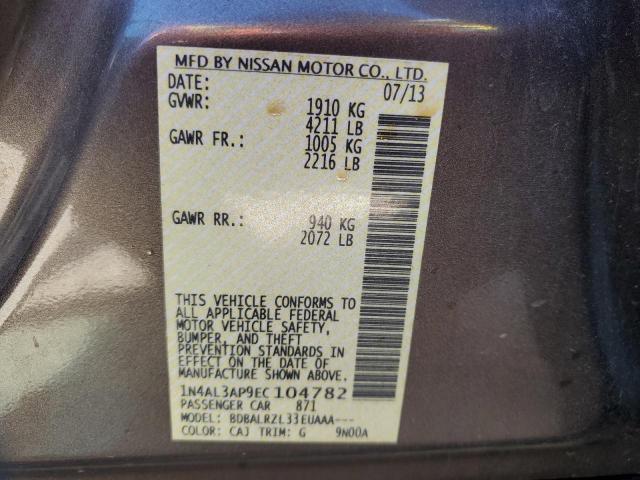 MFD BY NISSAN MOTOR CO., LTD.
DATE: 07/13
GVWR: 1910 KG
4211 LB
GAWR FR.: 1005 KG
2216 LB
GAWR RR.: 940 KG
2072 LB
THIS VEHICLE CONFORMS TO
ALL APPLICABLE FEDERAL
MOTOR VEHICLE SAFETY,
BUMPER, AND THEFT
PREVENTION STANDARDS IN
EFFECT ON THE DATE OF
MANUFACTURE SHOWN ABOVE.
1N4AL3AP9EC104782
PASSENGER CAR 871
MODEL: BDBALRZL33EUAAA---
COLOR: CAJ TRIM: G 9N00A